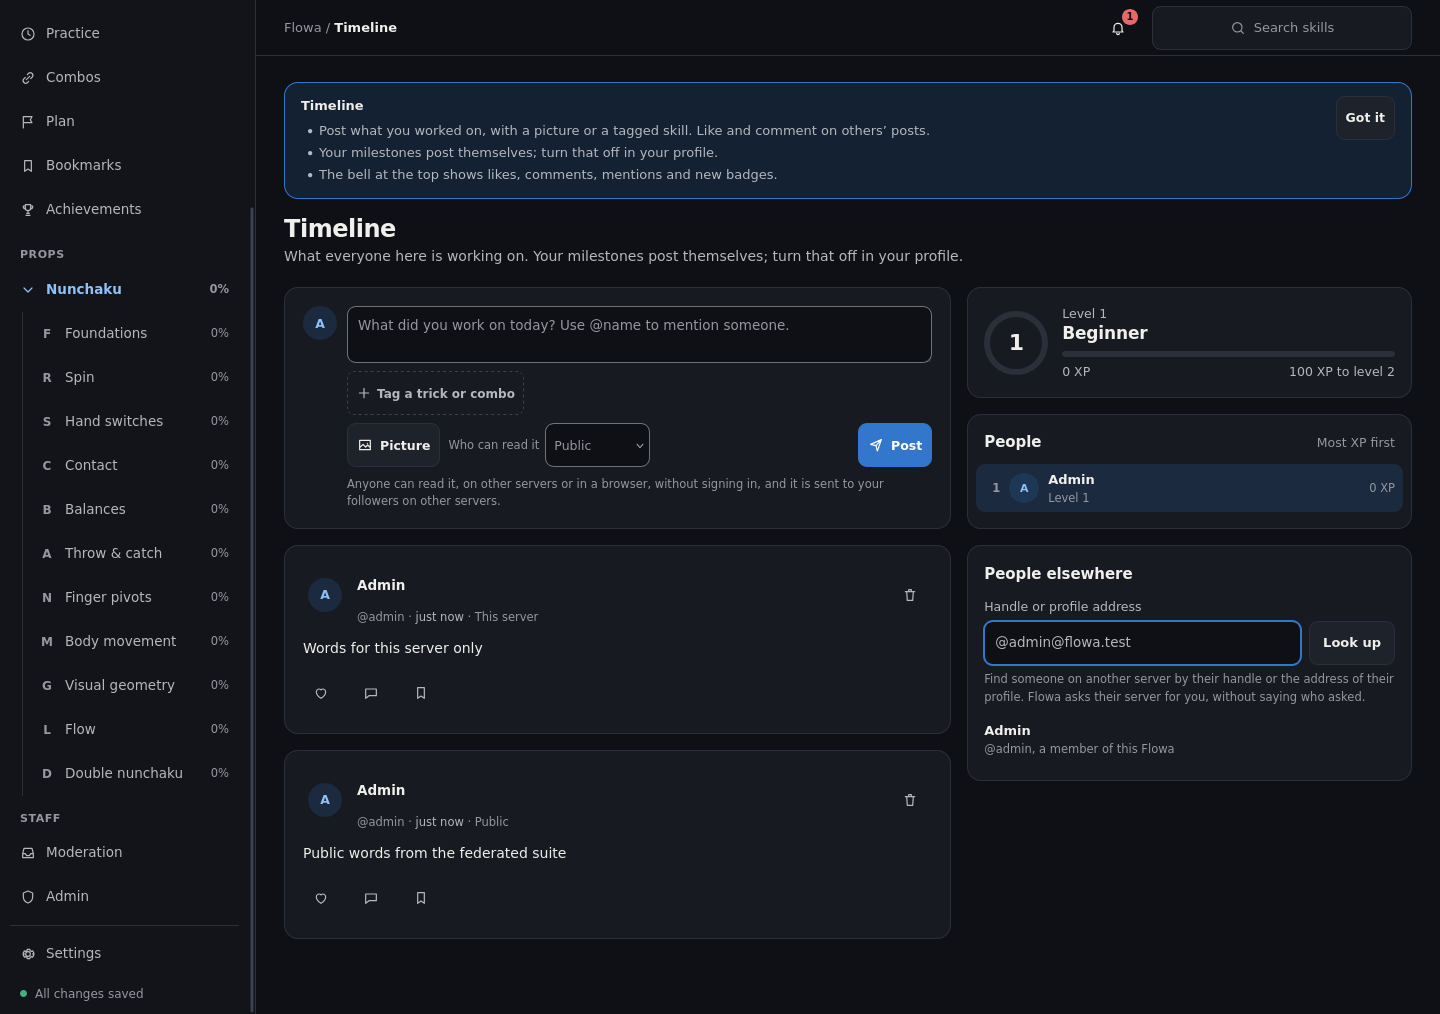 Practice
Combos
Plan
Bookmarks
Achievements
PROPS
Nunchaku 0%
F Foundations 0%
R Spin 0%
S Hand switches 0%
C Contact 0%
B Balances 0%
A Throw & catch 0%
N Finger pivots 0%
M Body movement 0%
G Visual geometry 0%
L Flow 0%
D Double nunchaku 0%
STAFF
Moderation
Admin
Settings
All changes saved
Flowa / Timeline
1
Search skills
Timeline
• Post what you worked on, with a picture or a tagged skill. Like and comment on others’ posts.
• Your milestones post themselves; turn that off in your profile.
• The bell at the top shows likes, comments, mentions and new badges.
Got it
Timeline
What everyone here is working on. Your milestones post themselves; turn that off in your profile.
A
What did you work on today? Use @name to mention someone.
Tag a trick or combo
Picture
Who can read it
Public
Post
Anyone can read it, on other servers or in a browser, without signing in, and it is sent to your
followers on other servers.
A
Admin
@admin · just now · This server
Words for this server only
A
Admin
@admin · just now · Public
Public words from the federated suite
1
Level 1
Beginner
0 XP
100 XP to level 2
People
Most XP first
1 A Admin
Level 1
0 XP
People elsewhere
Handle or profile address
@admin@flowa.test
Look up
Find someone on another server by their handle or the address of their
profile. Flowa asks their server for you, without saying who asked.
Admin
@admin, a member of this Flowa